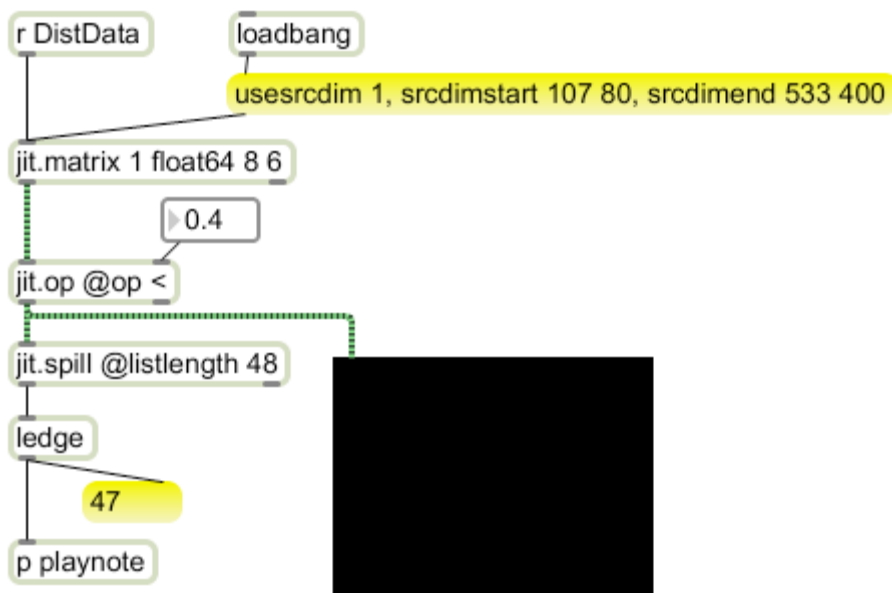 r DistData
loadbang
usesrcdim 1, srcdimstart 107 80, srcdimend 533 400
jit.matrix 1 float64 8 6
0.4
jit.op @op <
jit.spill @listlength 48
ledge
47
p playnote